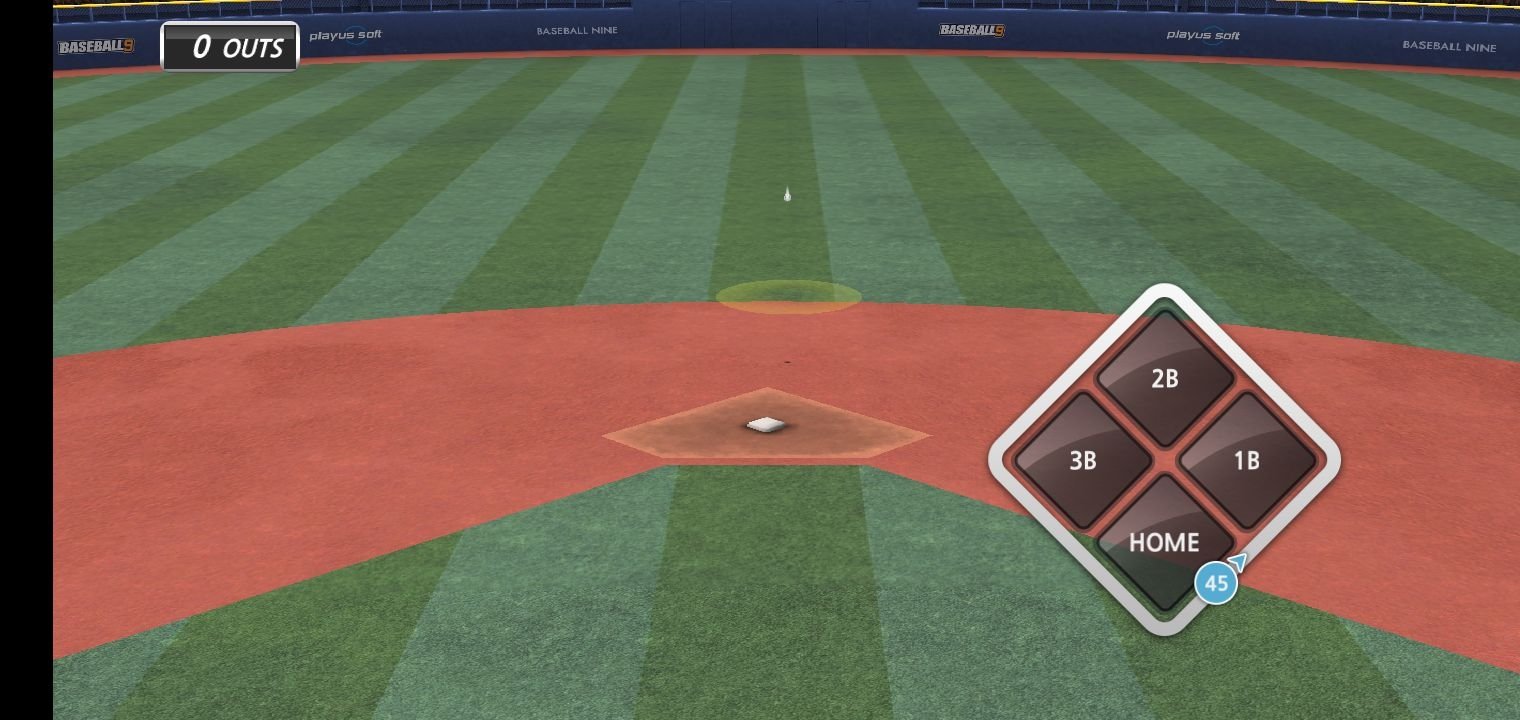 BASEBALL9
0 OUTS
playus soft
BASEBALL NINE
BASEBALL9
playus soft
BASEBALL NINE
2B
3B
1B
HOME
45